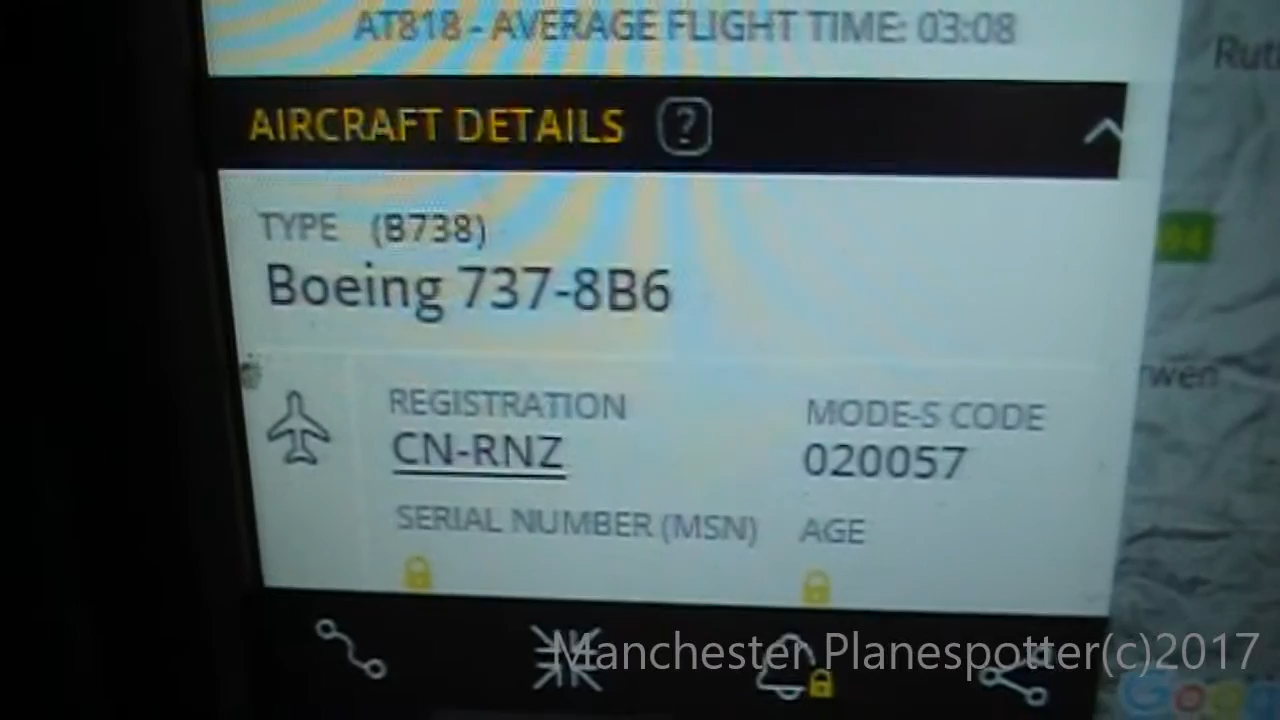 AT818 - AVERAGE FLIGHT TIME: 03:08
AIRCRAFT DETAILS ?
TYPE (B738)
Boeing 737-8B6
REGISTRATION
CN-RNZ
MODE-S CODE
020057
SERIAL NUMBER (MSN)
AGE
Manchester Planespotter(c)2017